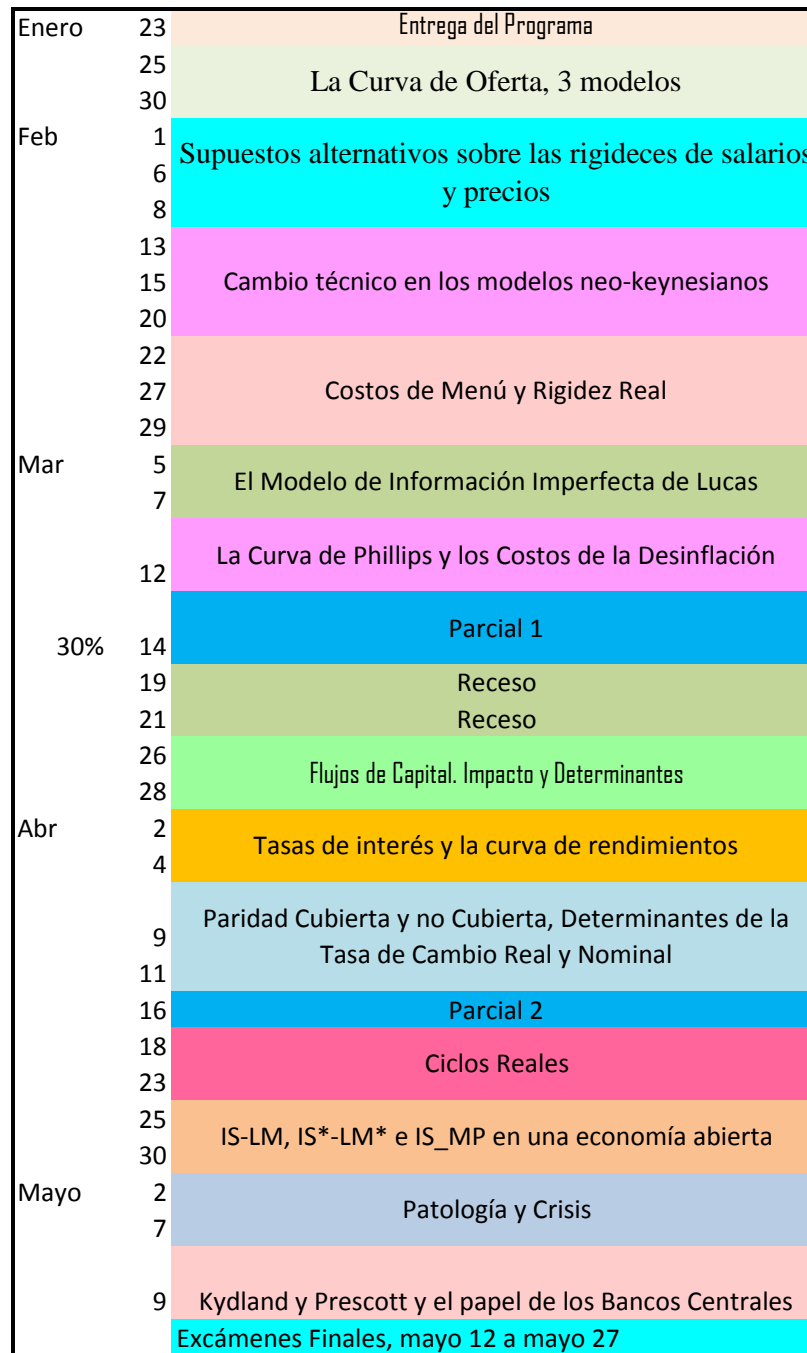 Enero 23 Entrega del Programa
25
La Curva de Oferta, 3 modelos
30
Feb 1
Supuestos alternativos sobre las rigideces de salarios
6
y precios
8
13
15 Cambio técnico en los modelos neo-keynesianos
20
22
27 Costos de Menú y Rigidez Real
29
Mar 5
El Modelo de Información Imperfecta de Lucas
7
La Curva de Phillips y los Costos de la Desinflación
12
Parcial 1
30% 14
19 Receso
21 Receso
26
Flujos de Capital. Impacto y Determinantes
28
Abr 2
Tasas de interés y la curva de rendimientos
4
Paridad Cubierta y no Cubierta, Determinantes de la
9
Tasa de Cambio Real y Nominal
11
16 Parcial 2
18
Ciclos Reales
23
25
IS-LM, IS*-LM* e IS_MP en una economía abierta
30
Mayo 2
Patología y Crisis
7
9 Kydland y Prescott y el papel de los Bancos Centrales
Excámenes Finales, mayo 12 a mayo 27